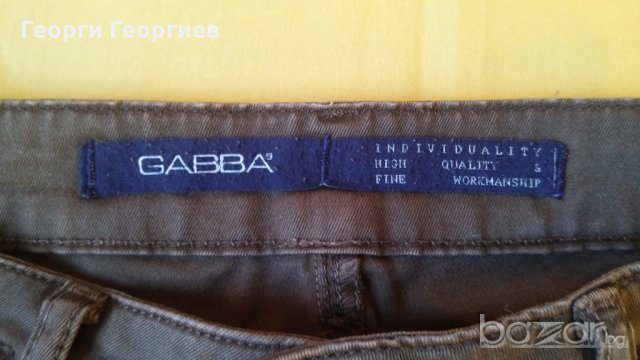 Георги Георгиев
GABBA
INDIVIDUALITY
HIGH QUALITY &
FINE WORKMANSHIP
bazar.bg